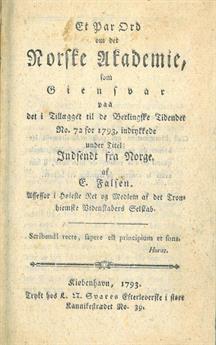 Et Par Ord
om det
Norske Akademie,
som
Giensvar
paa
det i Tillægget til de Berlingske Tidender
No. 72 for 1793, indrykkede
under Titel:
Indsendt fra Norge.
af
E. Falsen.
Assessor i Høieste Ret og Medlem af det Tron-
hiemske Videnskabers Selskab.
Scribendi recte, sapere est principium et fons.
Horat.
Kiøbenhavn, 1793.
Trykt hos K. N. Svares Efterleverske i store
Kannikestrædet No. 39.